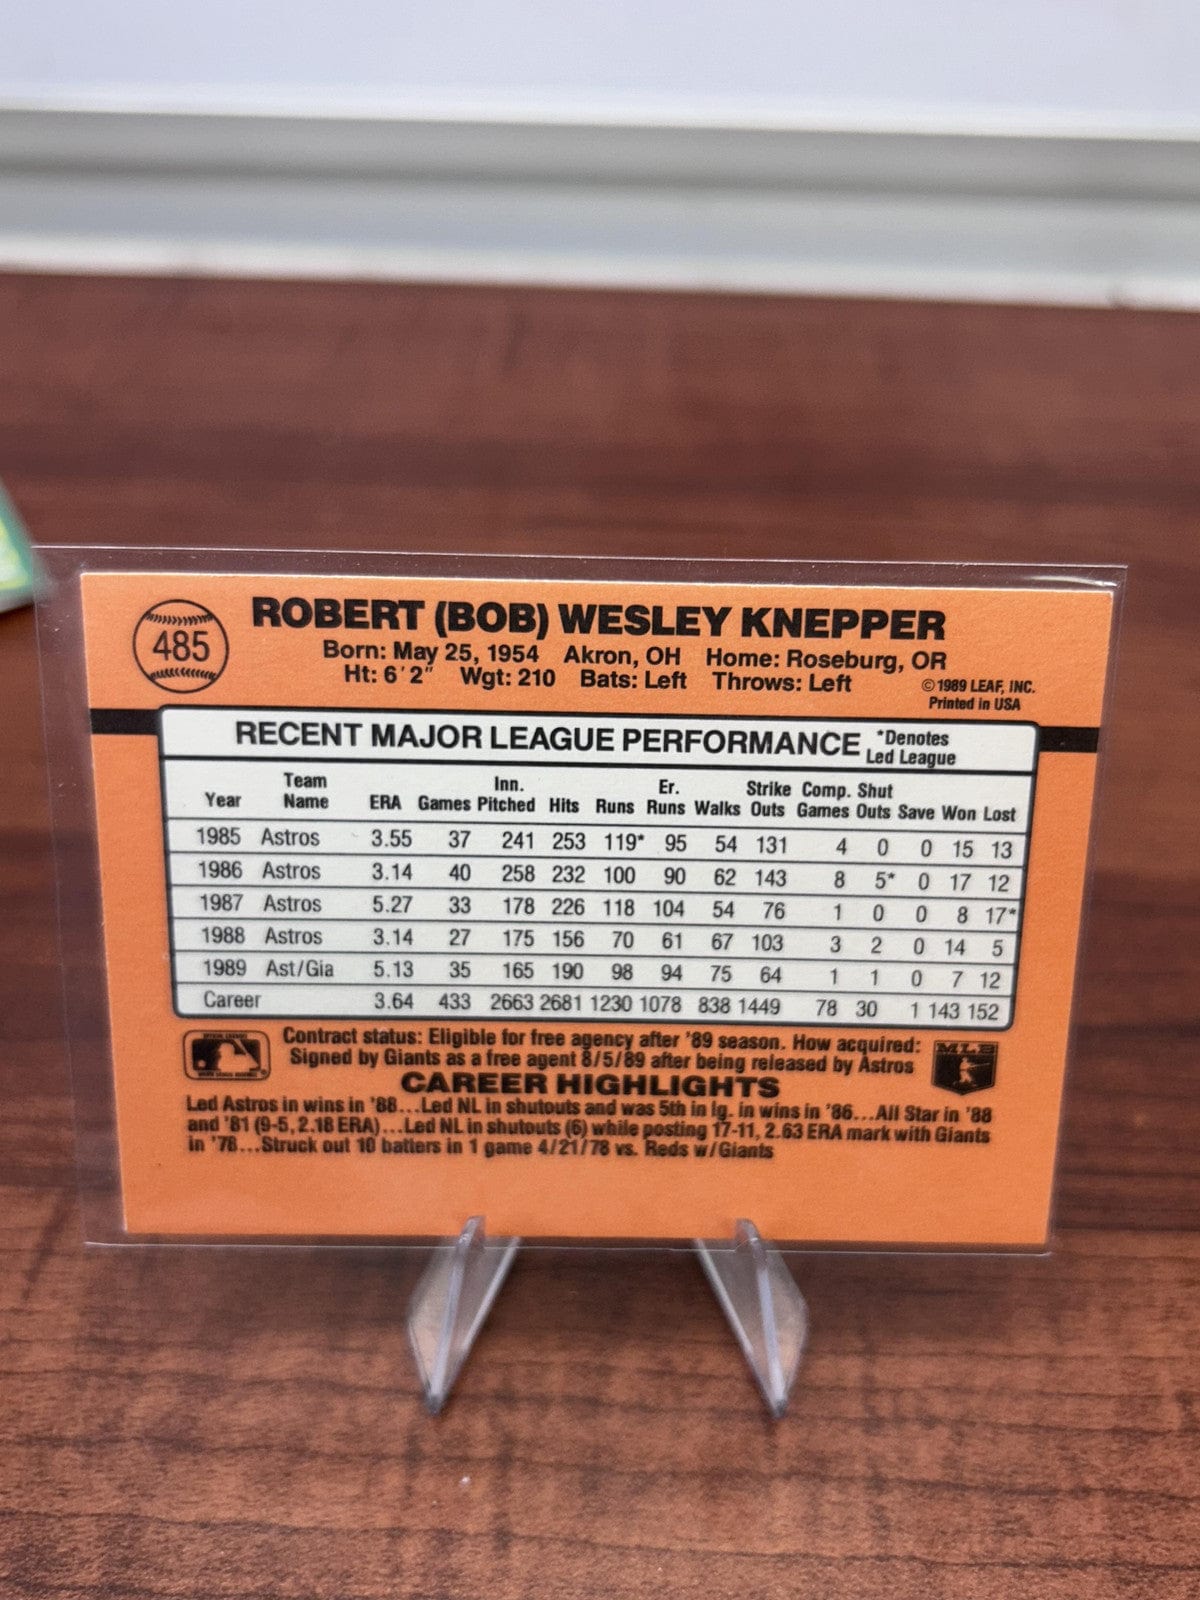 485
ROBERT (BOB) WESLEY KNEPPER
Born: May 25, 1954 Akron, OH Home: Roseburg, OR
Ht: 6'2" Wgt: 210 Bats: Left Throws: Left
©1989 LEAF, INC.
Printed in USA
RECENT MAJOR LEAGUE PERFORMANCE *Denotes Led League
Year Team Name ERA Games Inn. Pitched Hits Runs Er. Runs Walks Strike Outs Comp. Games Shut Outs Save Won Lost
1985 Astros 3.55 37 241 253 119* 95 54 131 4 0 0 15 13
1986 Astros 3.14 40 258 232 100 90 62 143 8 5* 0 17 12
1987 Astros 5.27 33 178 226 118 104 54 76 1 0 0 8 17*
1988 Astros 3.14 27 175 156 70 61 67 103 3 2 0 14 5
1989 Ast/Gia 5.13 35 165 190 98 94 75 64 1 1 0 7 12
Career 3.64 433 2663 2681 1230 1078 838 1449 78 30 1 143 152
Contract status: Eligible for free agency after '89 season. How acquired:
Signed by Giants as a free agent 8/5/89 after being released by Astros
MLB
CAREER HIGHLIGHTS
Led Astros in wins in '88...Led NL in shutouts and was 5th in lg. in wins in '86...All Star in '88
and '81 (9-5, 2.18 ERA)...Led NL in shutouts (6) while posting 17-11, 2.63 ERA mark with Giants
in '78...Struck out 10 batters in 1 game 4/21/78 vs. Reds w/Giants